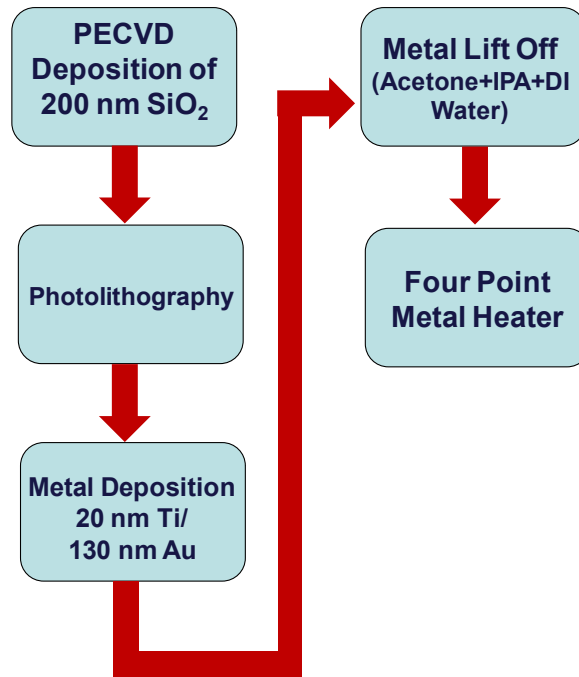 PECVD
Deposition of
200 nm SiO₂
Photolithography
Metal Deposition
20 nm Ti/
130 nm Au
Metal Lift Off
(Acetone+IPA+DI
Water)
Four Point
Metal Heater